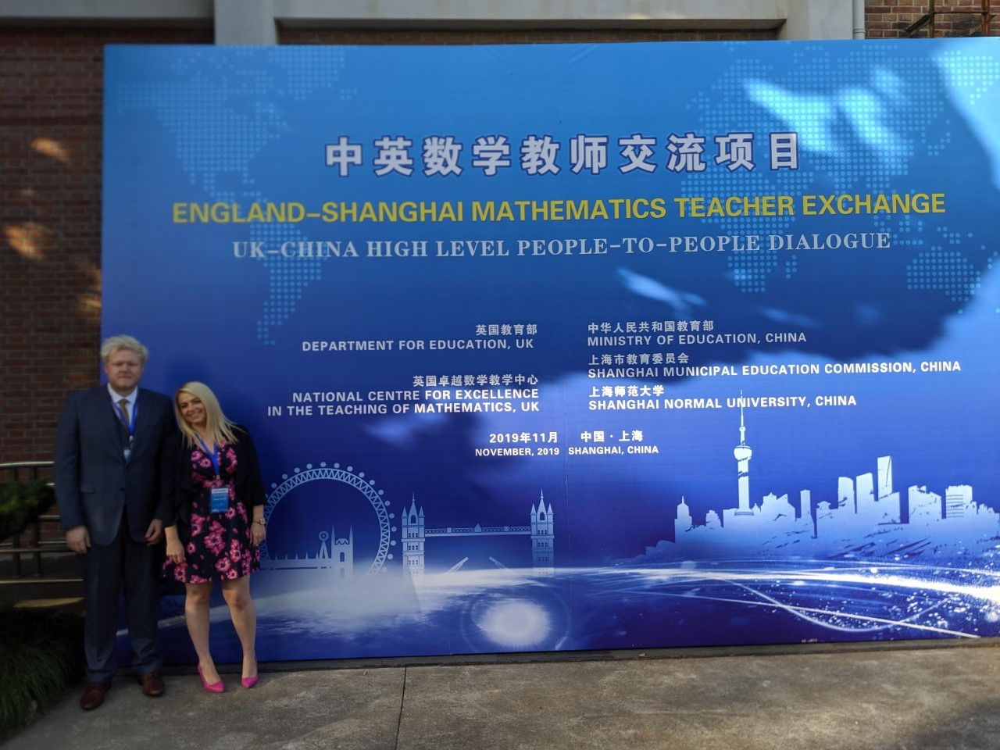 中英数学教师交流项目
ENGLAND-SHANGHAI MATHEMATICS TEACHER EXCHANGE
UK-CHINA HIGH LEVEL PEOPLE-TO-PEOPLE DIALOGUE
英国教育部
DEPARTMENT FOR EDUCATION, UK
英国卓越数学教学中心
NATIONAL CENTRE FOR EXCELLENCE
IN THE TEACHING OF MATHEMATICS, UK
中华人民共和国教育部
MINISTRY OF EDUCATION, CHINA
上海市教育委员会
SHANGHAI MUNICIPAL EDUCATION COMMISSION, CHINA
上海师范大学
SHANGHAI NORMAL UNIVERSITY, CHINA
2019年11月 中国·上海
NOVEMBER, 2019 SHANGHAI, CHINA